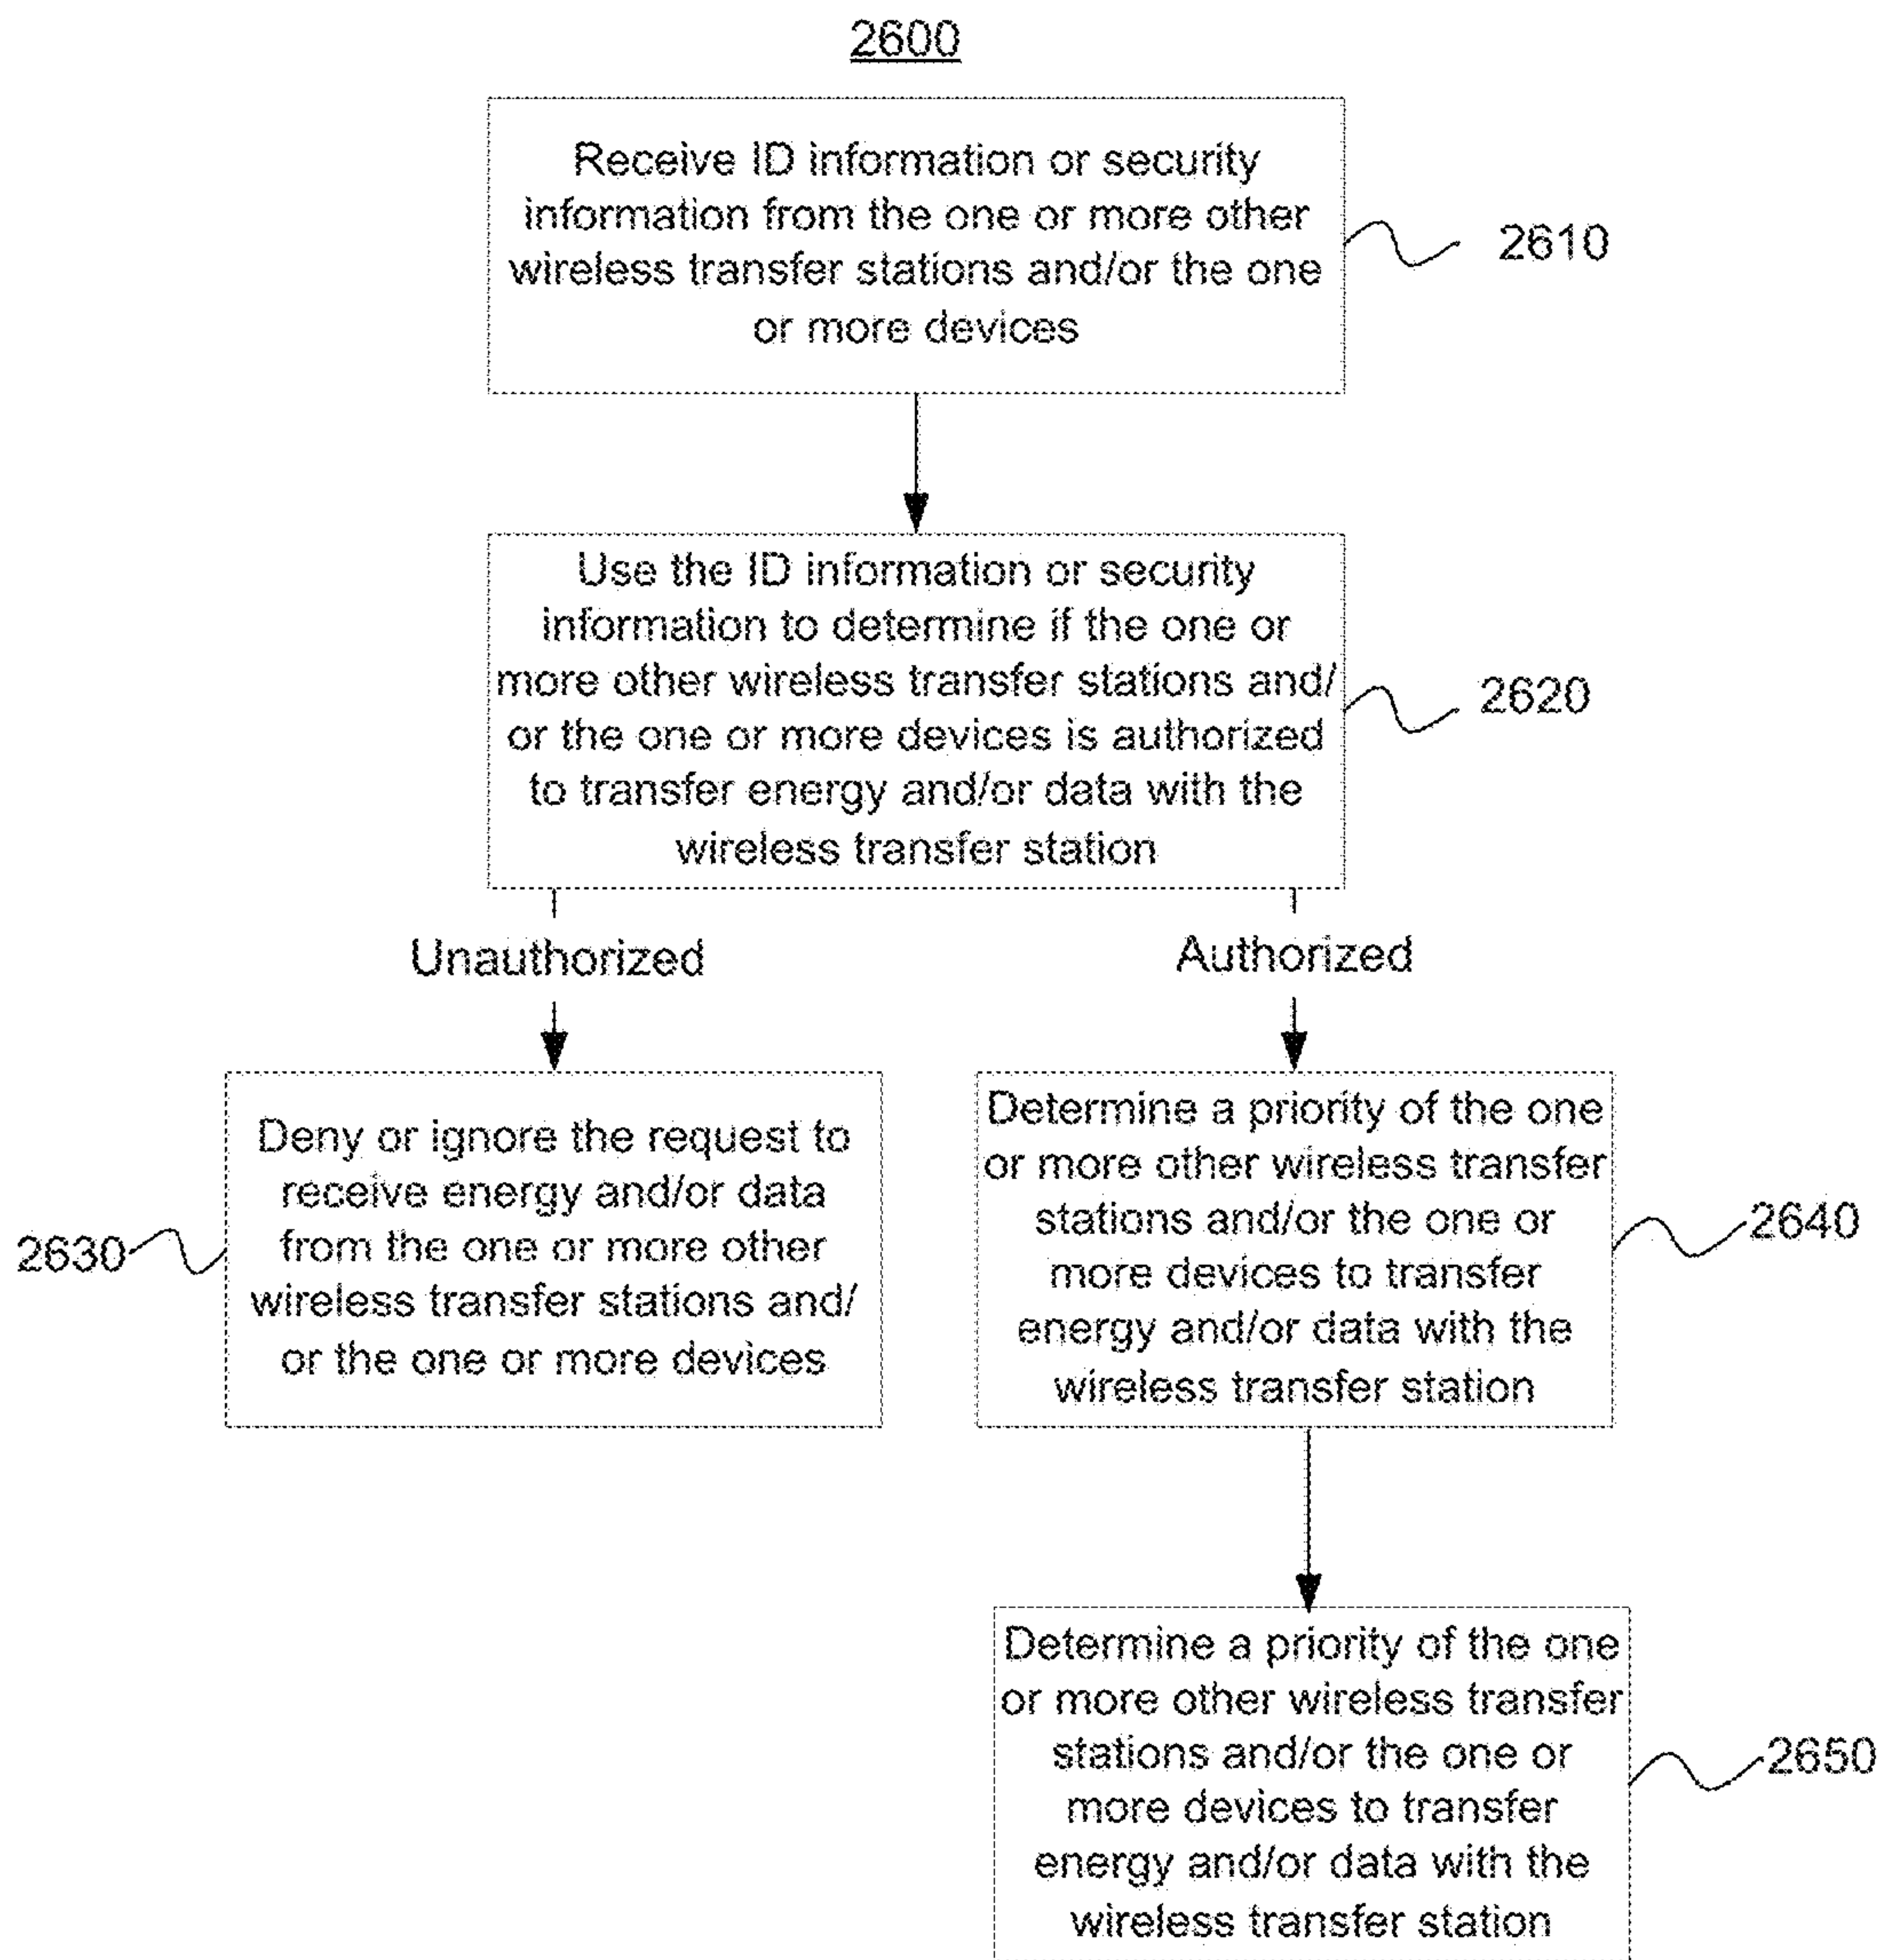 2600
Receive ID information or security
information from the one or more other
wireless transfer stations and/or the one
or more devices
2610
Use the ID information or security
information to determine if the one or
more other wireless transfer stations and/
or the one or more devices is authorized
to transfer energy and/or data with the
wireless transfer station
2620
Unauthorized
Authorized
Deny or ignore the request to
receive energy and/or data
from the one or more other
wireless transfer stations and/
or the one or more devices
2630
Determine a priority of the one
or more other wireless transfer
stations and/or the one or
more devices to transfer
energy and/or data with the
wireless transfer station
2640
Determine a priority of the one
or more other wireless transfer
stations and/or the one or
more devices to transfer
energy and/or data with the
wireless transfer station
2650